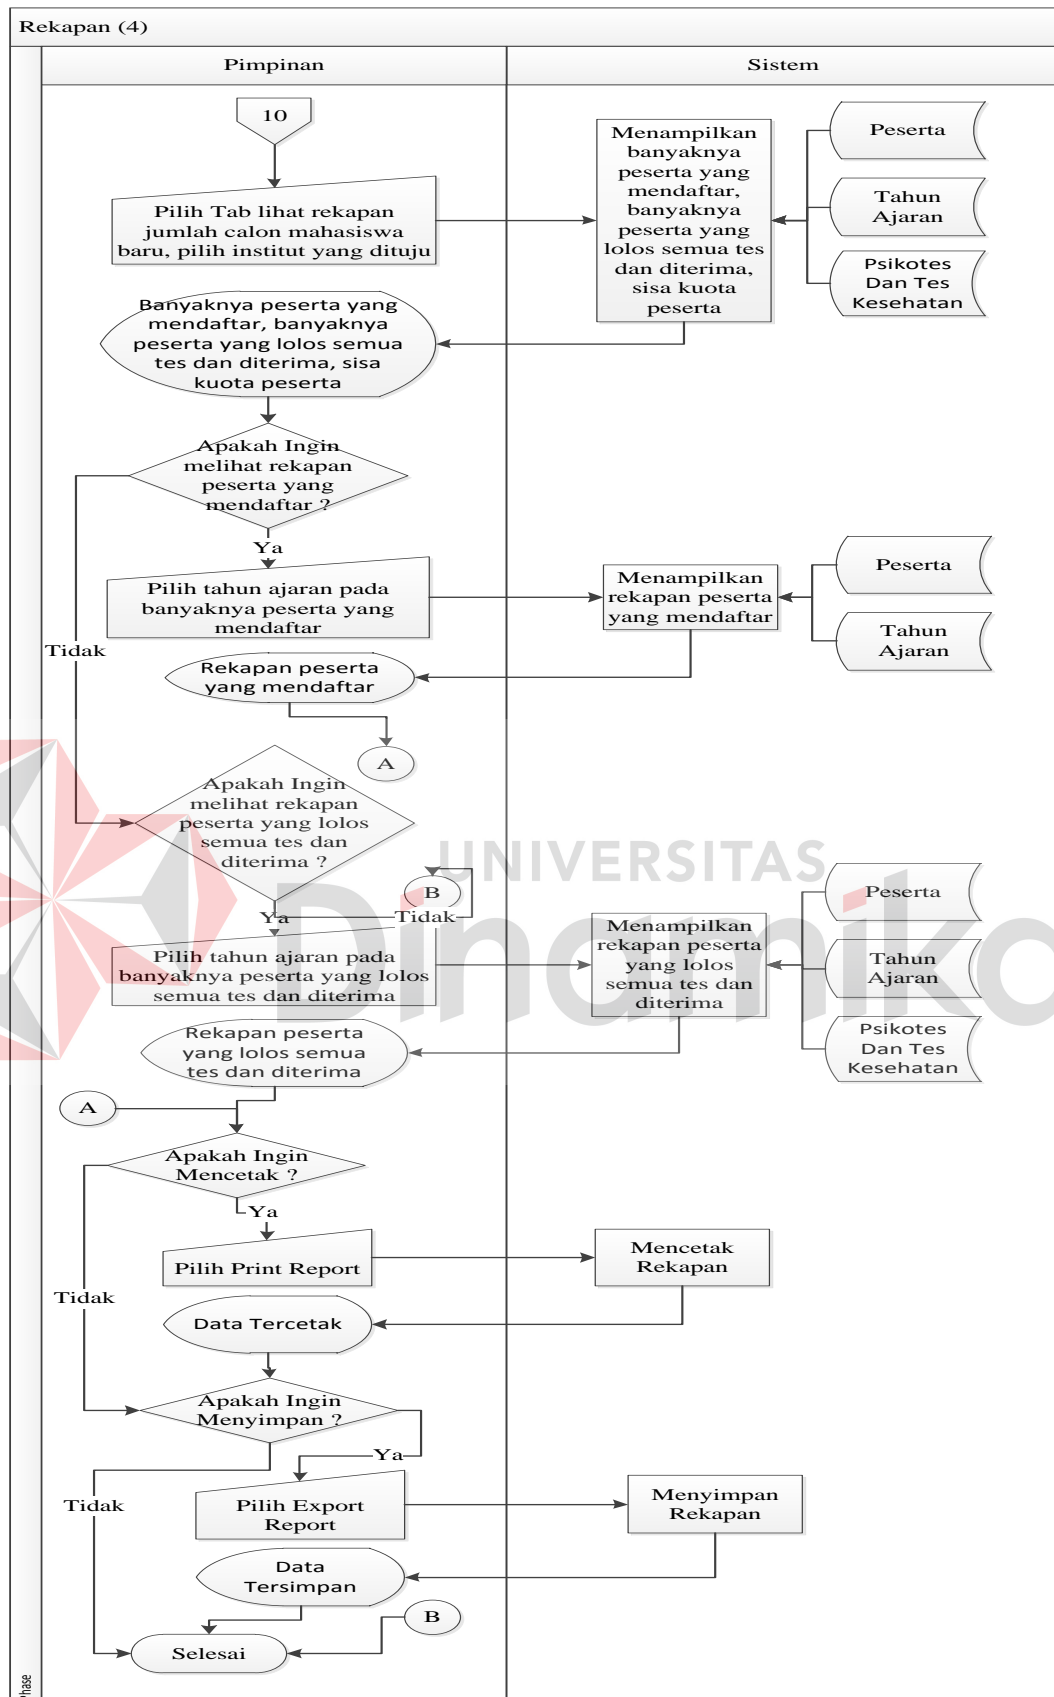 Rekapan (4)
Pimpinan
Sistem
10
Pilih Tab lihat rekapan
jumlah calon mahasiswa
baru, pilih institut yang dituju
Menampilkan
banyaknya
peserta yang
mendaftar,
banyaknya
peserta yang
lolos semua tes
dan diterima,
sisa kuota
peserta
Peserta
Tahun
Ajaran
Psikotes
Dan Tes
Kesehatan
Banyaknya peserta yang
mendaftar, banyaknya
peserta yang lolos semua
tes dan diterima, sisa
kuota peserta
Apakah Ingin
melihat rekapan
peserta yang
mendaftar ?
Ya
Tidak
Pilih tahun ajaran pada
banyaknya peserta yang
mendaftar
Menampilkan
rekapan peserta
yang mendaftar
Peserta
Tahun
Ajaran
Rekapan peserta
yang mendaftar
A
Apakah Ingin
melihat rekapan
peserta yang lolos
semua tes dan
diterima ?
B
Ya
Tidak
UNIVERSITAS
Dinamika
Pilih tahun ajaran pada
banyaknya peserta yang lolos
semua tes dan diterima
Menampilkan
rekapan peserta
yang lolos
semua tes dan
diterima
Peserta
Tahun
Ajaran
Psikotes
Dan Tes
Kesehatan
Rekapan peserta
yang lolos semua
tes dan diterima
A
Apakah Ingin
Mencetak ?
Ya
Tidak
Pilih Print Report
Mencetak
Rekapan
Data Tercetak
Apakah Ingin
Menyimpan ?
Ya
Tidak
Pilih Export
Report
Menyimpan
Rekapan
Data
Tersimpan
B
Selesai
Phase